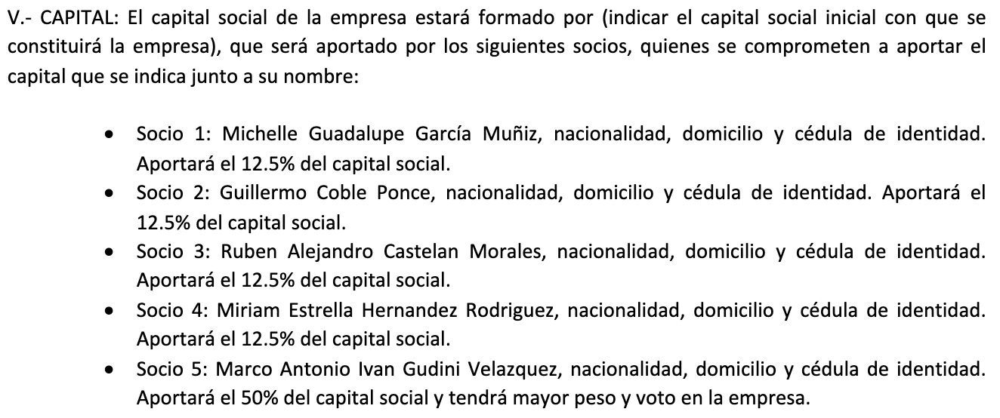 V.- CAPITAL: El capital social de la empresa estará formado por (indicar el capital social inicial con que se
constituirá la empresa), que será aportado por los siguientes socios, quienes se comprometen a aportar el
capital que se indica junto a su nombre:
• Socio 1: Michelle Guadalupe García Muñiz, nacionalidad, domicilio y cédula de identidad.
Aportará el 12.5% del capital social.
• Socio 2: Guillermo Coble Ponce, nacionalidad, domicilio y cédula de identidad. Aportará el
12.5% del capital social.
• Socio 3: Ruben Alejandro Castelan Morales, nacionalidad, domicilio y cédula de identidad.
Aportará el 12.5% del capital social.
• Socio 4: Miriam Estrella Hernandez Rodriguez, nacionalidad, domicilio y cédula de identidad.
Aportará el 12.5% del capital social.
• Socio 5: Marco Antonio Ivan Gudini Velazquez, nacionalidad, domicilio y cédula de identidad.
Aportará el 50% del capital social y tendrá mayor peso y voto en la empresa.